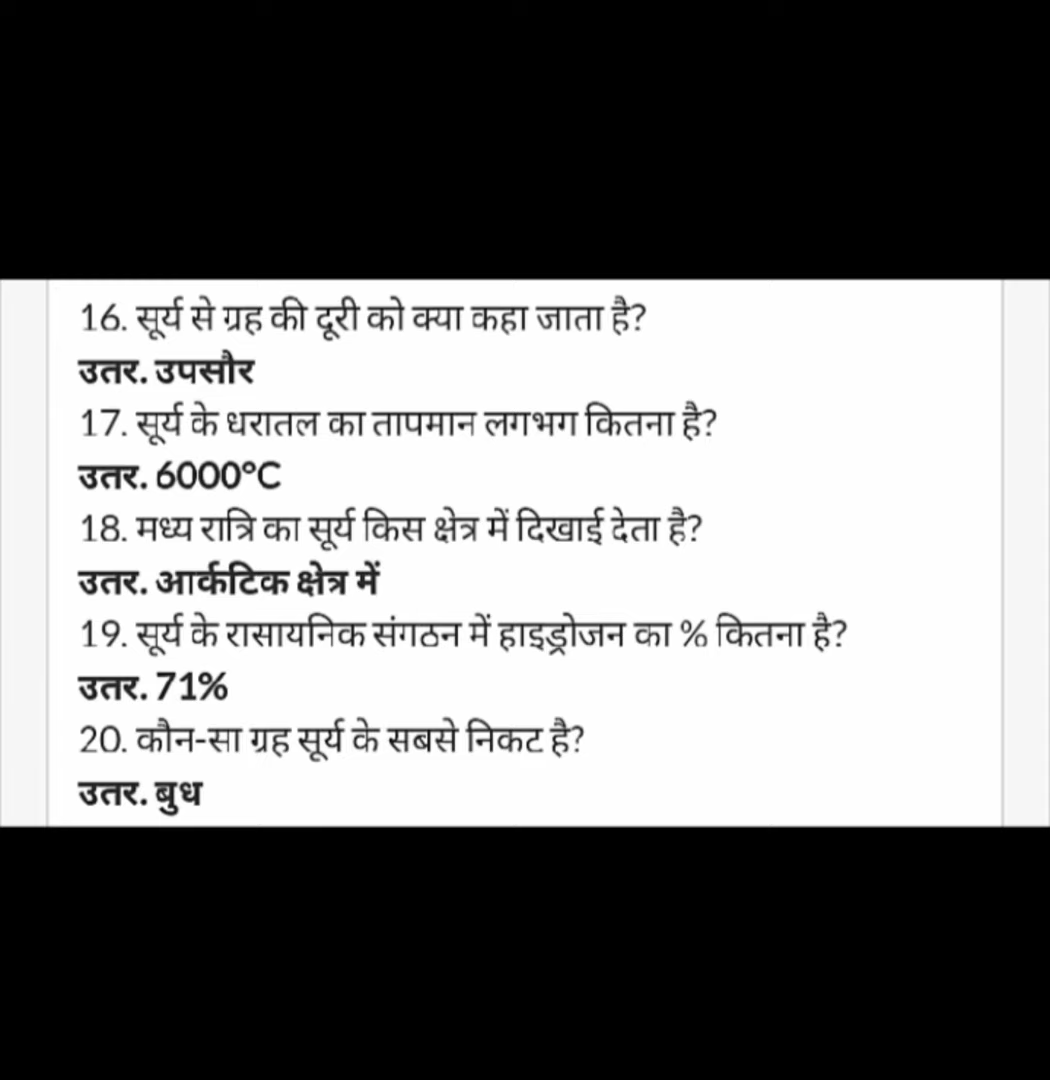 16. सूर्य से ग्रह की दूरी को क्या कहा जाता है?
उतर. उपसौर
17. सूर्य के धरातल का तापमान लगभग कितना है?
उतर. 6000°C
18. मध्य रात्रि का सूर्य किस क्षेत्र में दिखाई देता है?
उतर. आर्कटिक क्षेत्र में
19. सूर्य के रासायनिक संगठन में हाइड्रोजन का % कितना है?
उतर. 71%
20. कौन-सा ग्रह सूर्य के सबसे निकट है?
उतर. बुध